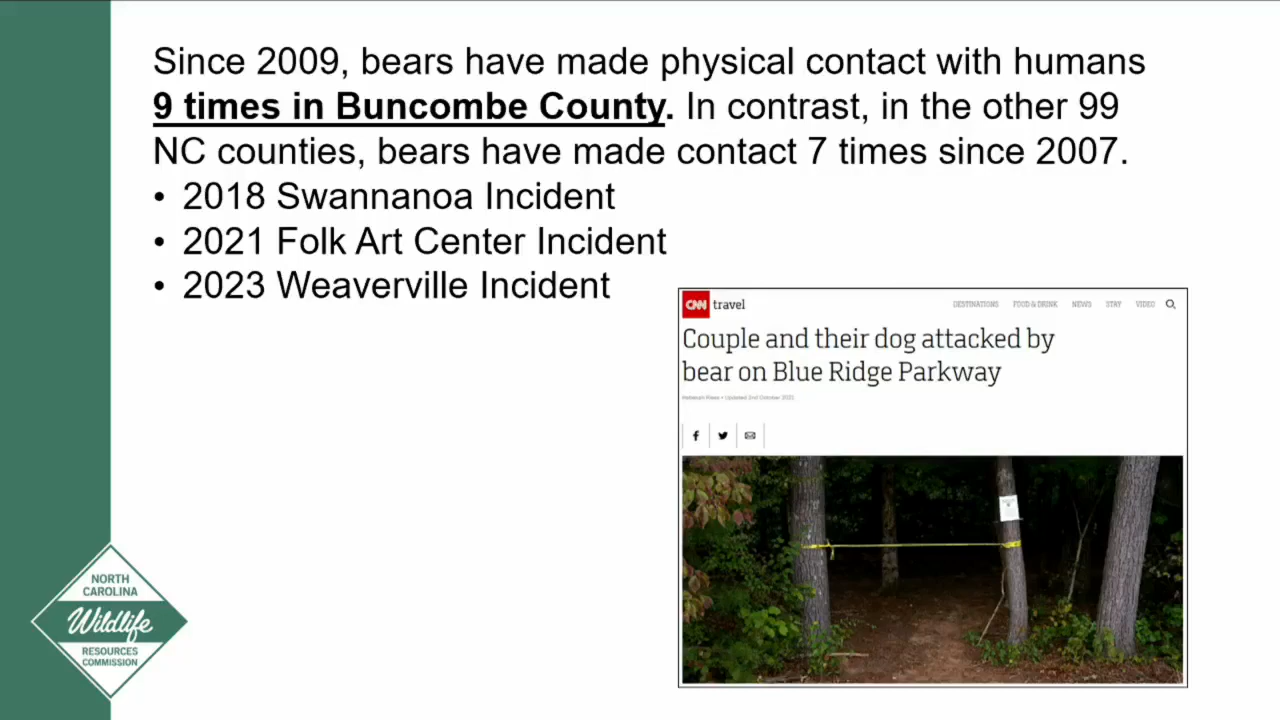 Since 2009, bears have made physical contact with humans
9 times in Buncombe County. In contrast, in the other 99
NC counties, bears have made contact 7 times since 2007.
• 2018 Swannanoa Incident
• 2021 Folk Art Center Incident
• 2023 Weaverville Incident
CNN travel
DESTINATIONS FOOD & DRINK NEWS STAY VIDEO
Couple and their dog attacked by
bear on Blue Ridge Parkway
Updated 2nd October
NORTH
CAROLINA
Wildlife
RESOURCES
COMMISSION